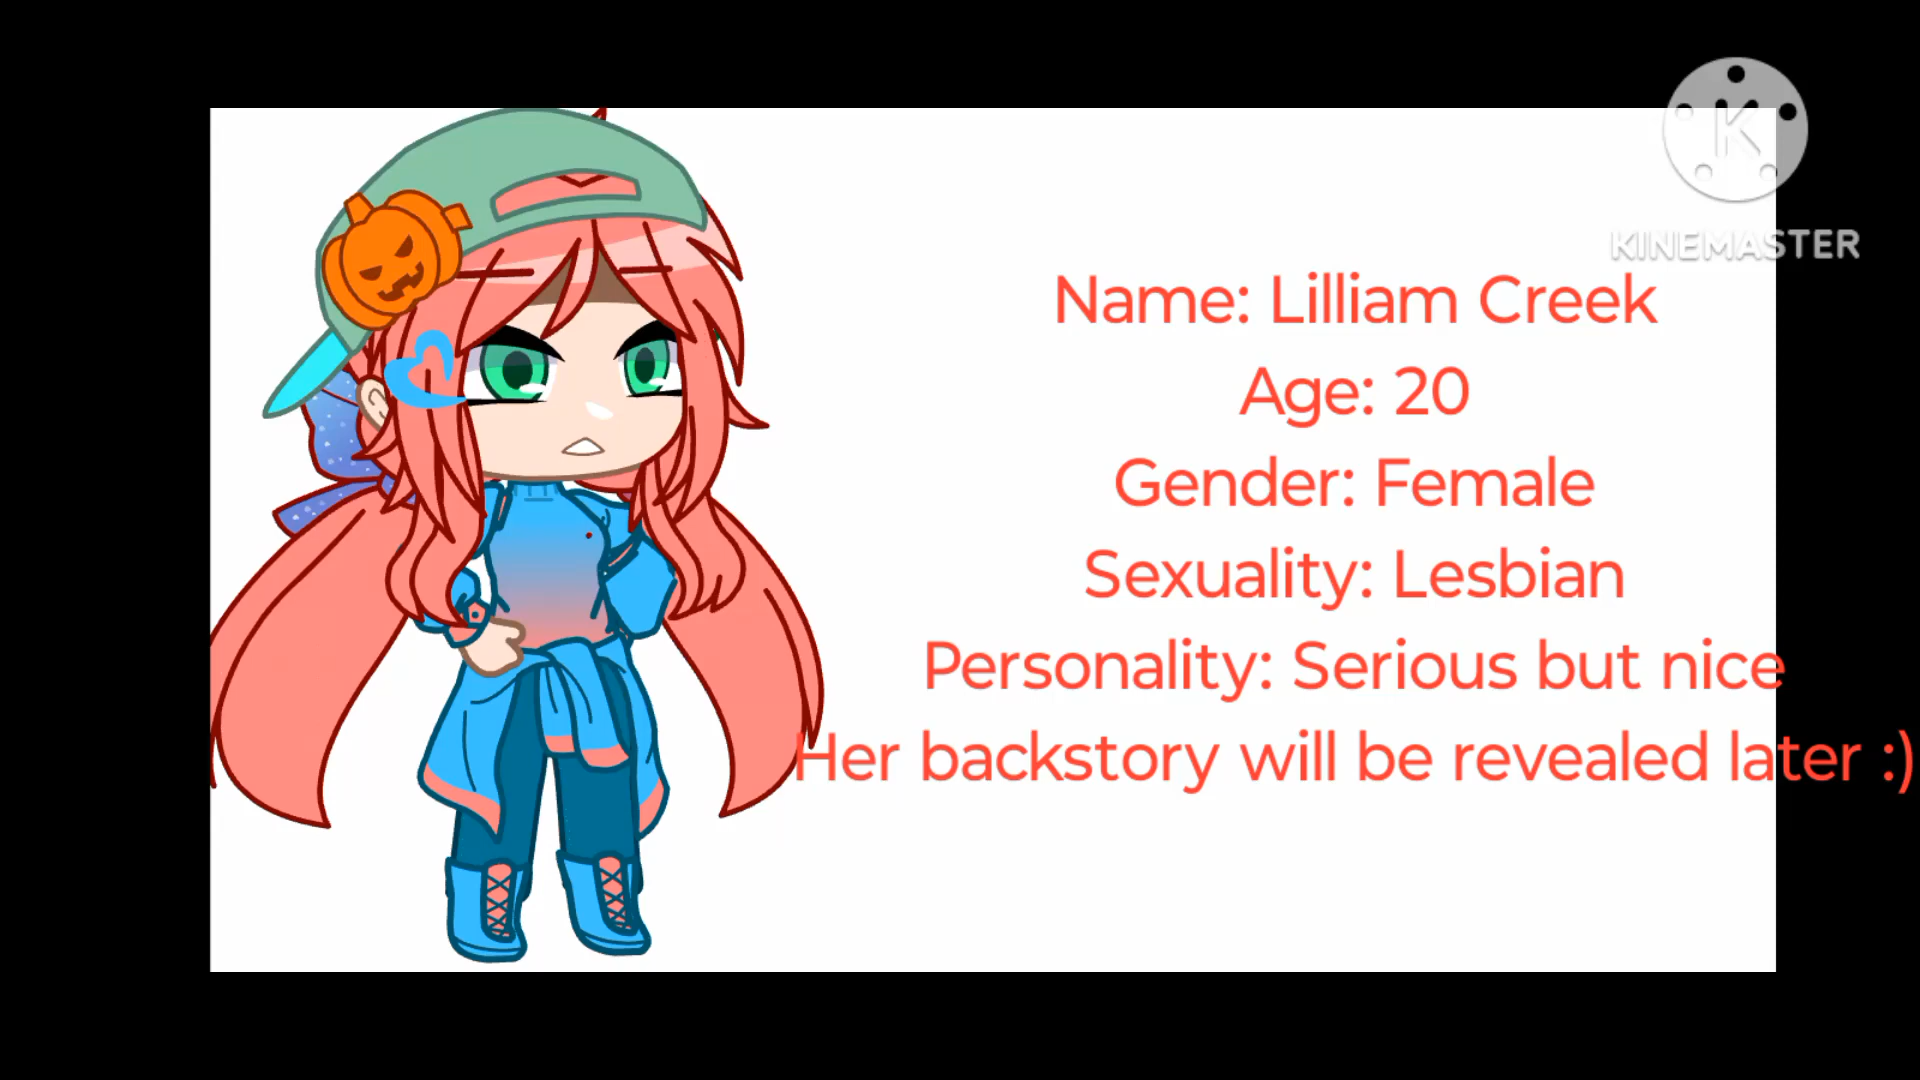 K
KINEMASTER
Name: Lilliam Creek
Age: 20
Gender: Female
Sexuality: Lesbian
Personality: Serious but nice
Her backstory will be revealed later :)